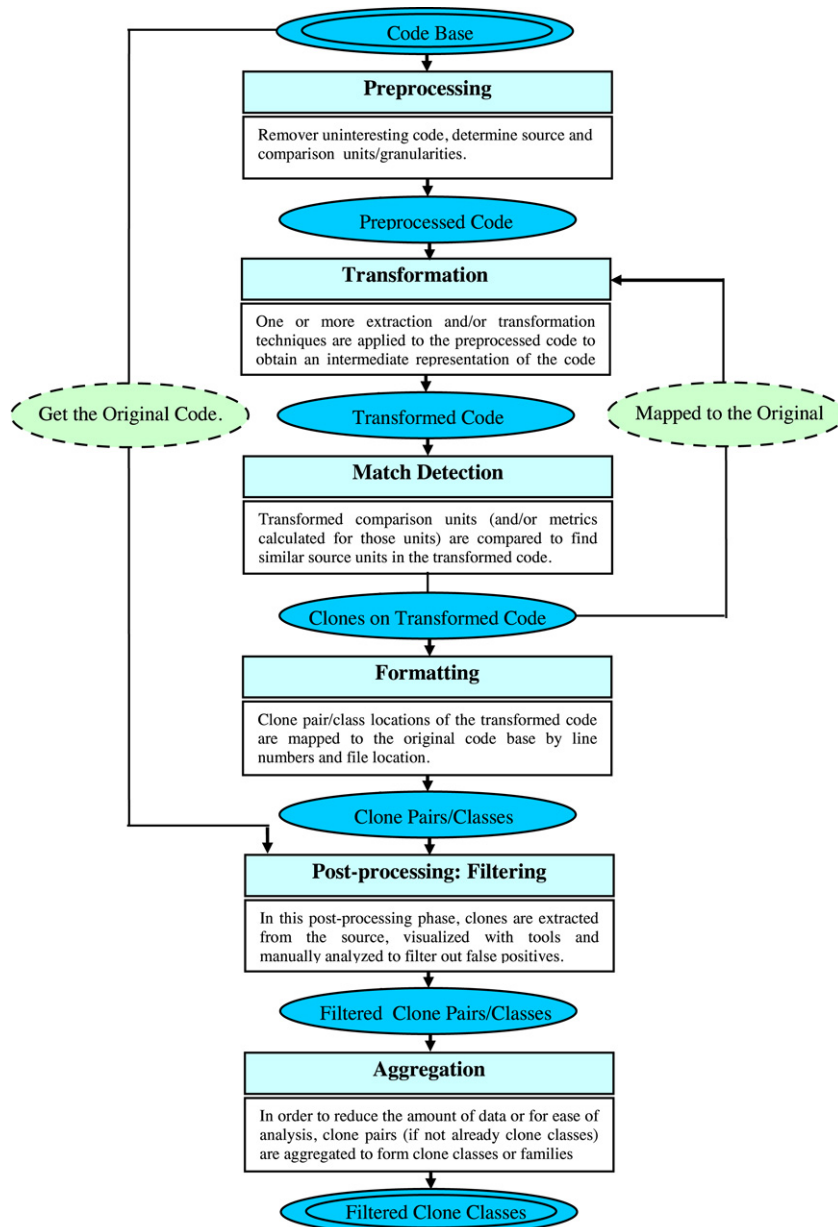 Code Base
Preprocessing
Remover uninteresting code, determine source and
comparison units/granularities.
Preprocessed Code
Transformation
One or more extraction and/or transformation
techniques are applied to the preprocessed code to
obtain an intermediate representation of the code
Get the Original Code.
Transformed Code
Mapped to the Original
Match Detection
Transformed comparison units (and/or metrics
calculated for those units) are compared to find
similar source units in the transformed code.
Clones on Transformed Code
Formatting
Clone pair/class locations of the transformed code
are mapped to the original code base by line
numbers and file location.
Clone Pairs/Classes
Post-processing: Filtering
In this post-processing phase, clones are extracted
from the source, visualized with tools and
manually analyzed to filter out false positives.
Filtered Clone Pairs/Classes
Aggregation
In order to reduce the amount of data or for ease of
analysis, clone pairs (if not already clone classes)
are aggregated to form clone classes or families
Filtered Clone Classes